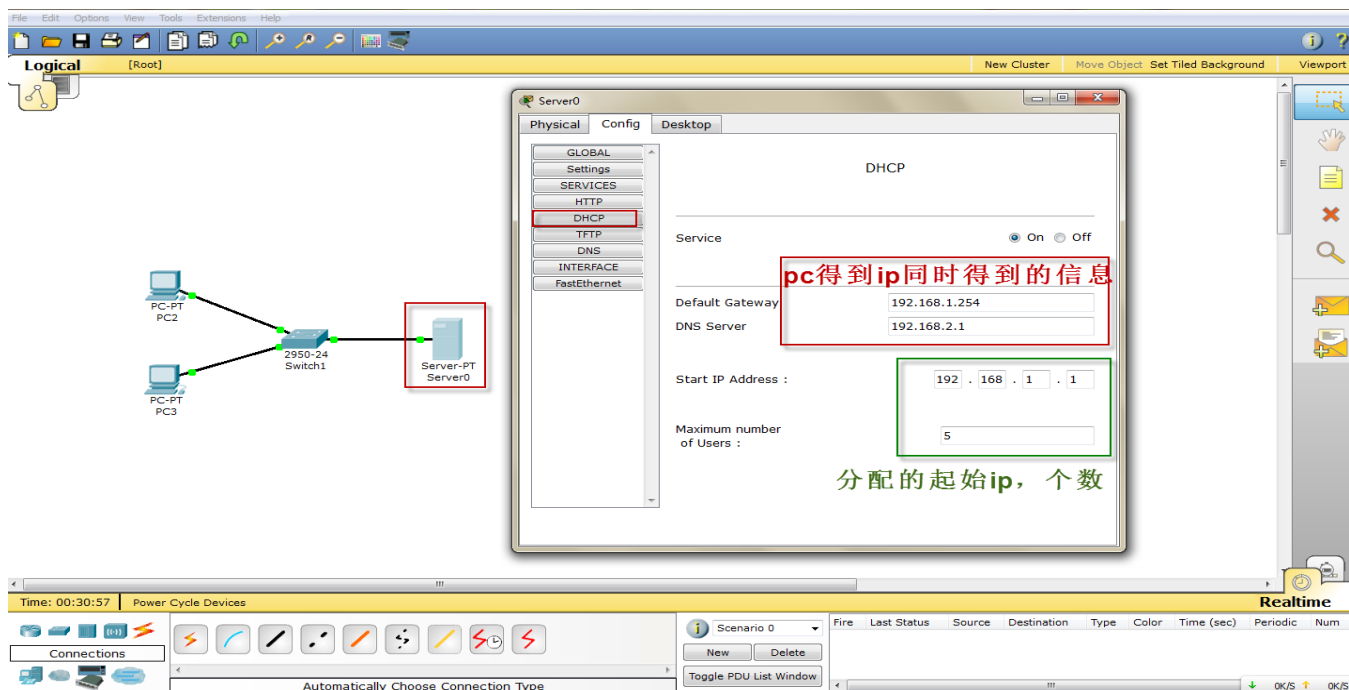 File Edit Options View Tools Extensions Help
Logical [Root] New Cluster Move Object Set Tiled Background Viewport
Server0
Physical Config Desktop
GLOBAL
Settings
SERVICES
HTTP
DHCP
TFTP
DNS
INTERFACE
FastEthernet
DHCP
Service On Off
pc得到ip同时得到的信息
Default Gateway 192.168.1.254
DNS Server 192.168.2.1
Start IP Address : 192 . 168 . 1 . 1
Maximum number
of Users :
5
分配的起始ip，个数
PC-PT
PC2
2950-24
Switch1
Server-PT
Server0
PC-PT
PC3
Time: 00:30:57 Power Cycle Devices Realtime
Connections
Automatically Choose Connection Type
Scenario 0
New Delete
Toggle PDU List Window
Fire Last Status Source Destination Type Color Time (sec) Periodic Num
0K/S 0K/S